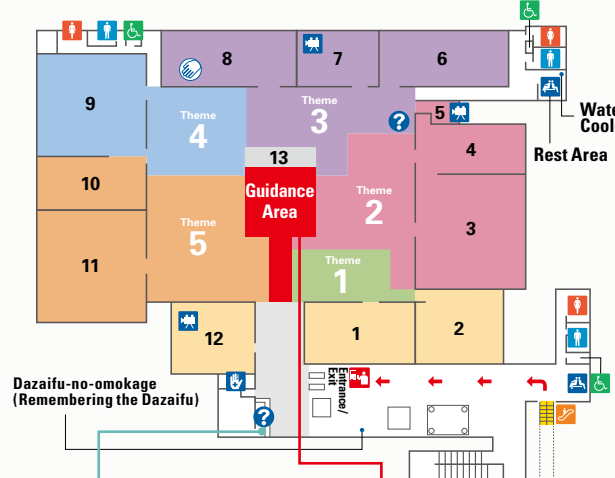 8
7
6
9
Theme
4
Theme
3
?
5
4
Wate
Cool
Rest Area
13
10
Guidance
Area
Theme
2
3
11
Theme
5
Theme
1
12
1
2
Entrance/
Exit
Dazaifu-no-omokage
(Remembering the Dazaifu)
?